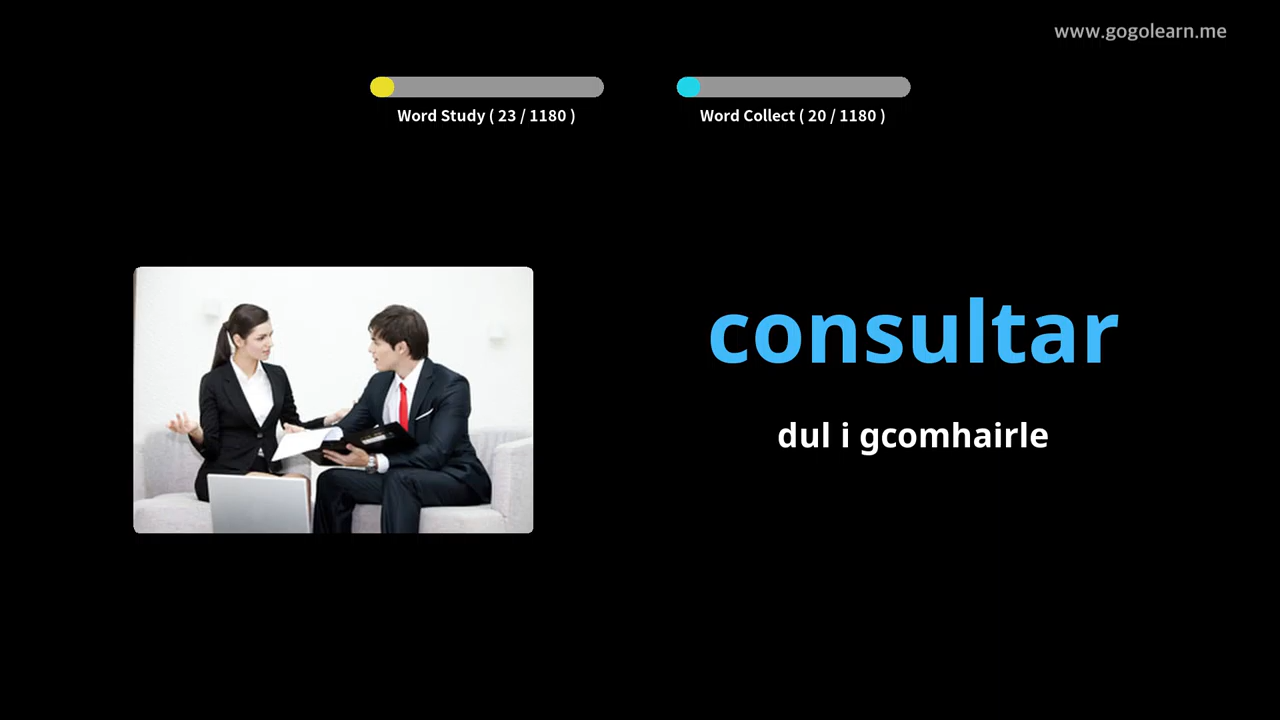 www.gogolearn.me
Word Study ( 23 / 1180 )
Word Collect ( 20 / 1180 )
consultar
dul i gcomhairle